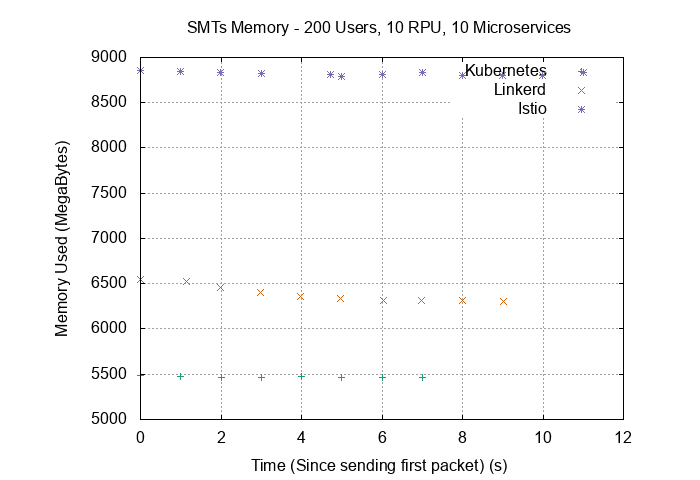 SMTs Memory - 200 Users, 10 RPU, 10 Microservices
9000
8500
8000
7500
7000
6500
6000
5500
5000
Memory Used (MegaBytes)
Kubernetes
Linkerd
Istio
0 2 4 6 8 10 12
Time (Since sending first packet) (s)